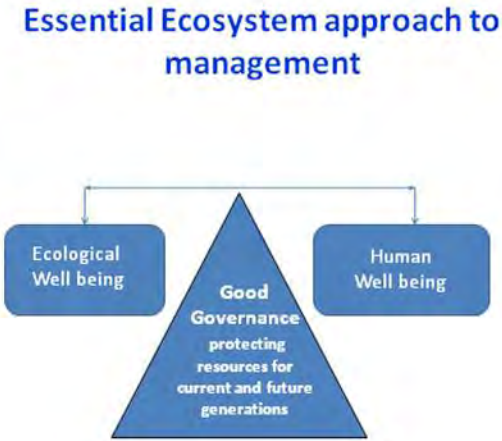 Essential Ecosystem approach to
management
Ecological
Well being
Human
Well being
Good
Governance
protecting
resources for
current and future
generations